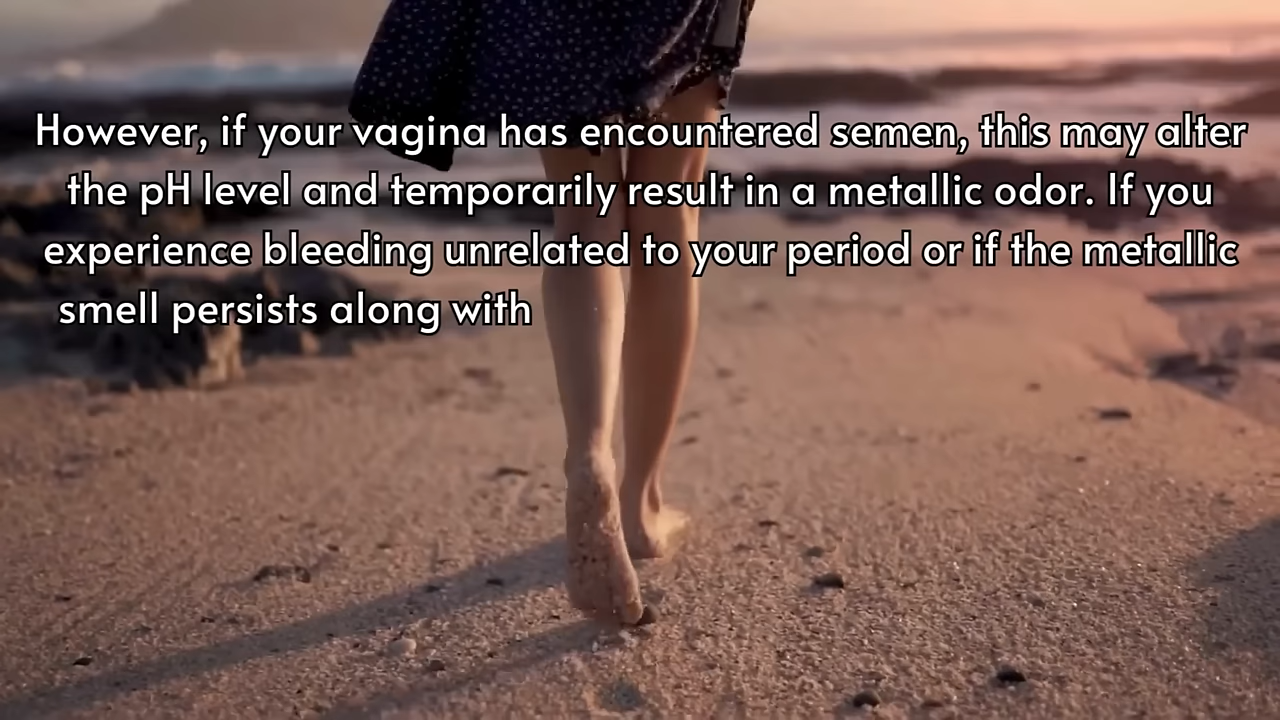 However, if your vagina has encountered semen, this may alter
the pH level and temporarily result in a metallic odor. If you
experience bleeding unrelated to your period or if the metallic
smell persists along with